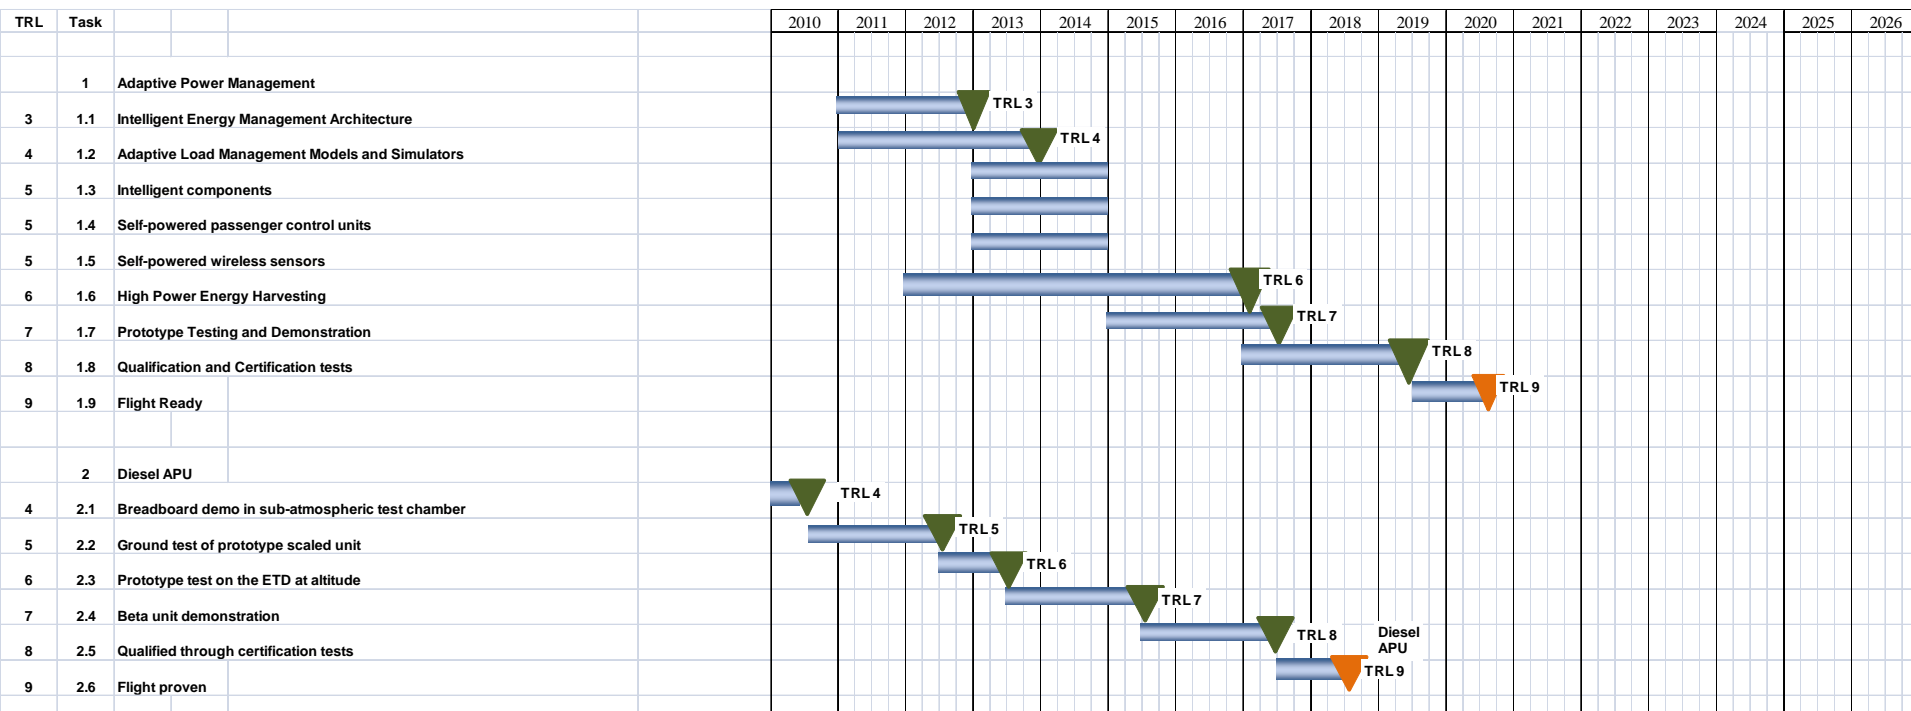 TRL Task 2010 2011 2012 2013 2014 2015 2016 2017 2018 2019 2020 2021 2022 2023 2024 2025 2026
1 Adaptive Power Management
TRL 3
3 1.1 Intelligent Energy Management Architecture
TRL 4
4 1.2 Adaptive Load Management Models and Simulators
5 1.3 Intelligent components
5 1.4 Self-powered passenger control units
5 1.5 Self-powered wireless sensors
TRL 6
6 1.6 High Power Energy Harvesting
TRL 7
7 1.7 Prototype Testing and Demonstration
TRL 8
8 1.8 Qualification and Certification tests
TRL 9
9 1.9 Flight Ready
2 Diesel APU
TRL 4
4 2.1 Breadboard demo in sub-atmospheric test chamber
TRL 5
5 2.2 Ground test of prototype scaled unit
TRL 6
6 2.3 Prototype test on the ETD at altitude
TRL 7
7 2.4 Beta unit demonstration
TRL 8
Diesel
APU
8 2.5 Qualified through certification tests
TRL 9
9 2.6 Flight proven